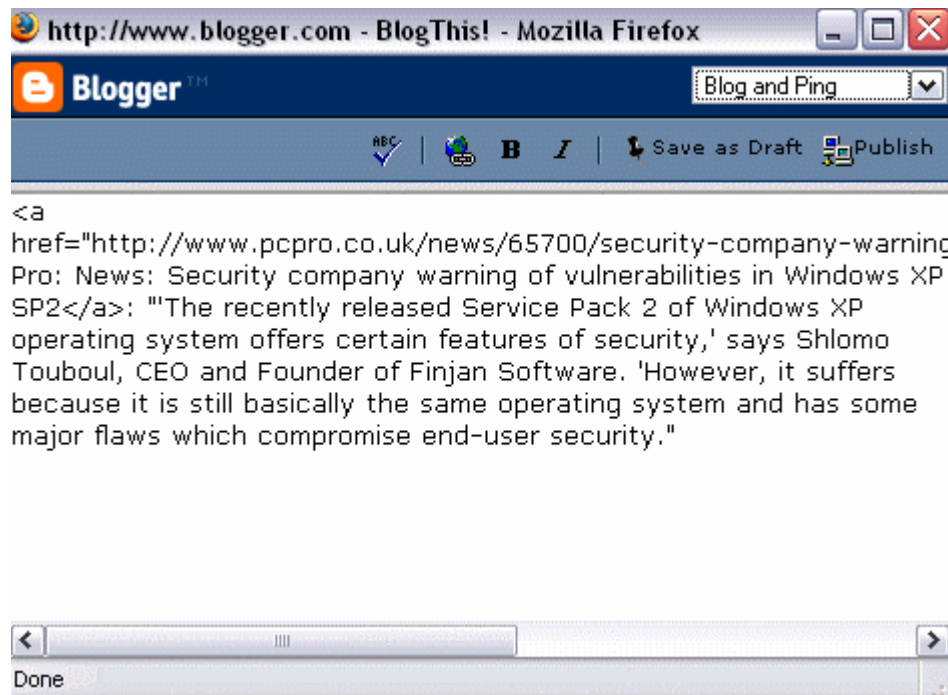 http://www.blogger.com - BlogThis! - Mozilla Firefox
Blogger™
Blog and Ping
ABC
B I
Save as Draft
Publish
<a
href="http://www.pcpro.co.uk/news/65700/security-company-warning
Pro: News: Security company warning of vulnerabilities in Windows XP
SP2</a>: "'The recently released Service Pack 2 of Windows XP
operating system offers certain features of security,' says Shlomo
Touboul, CEO and Founder of Finjan Software. 'However, it suffers
because it is still basically the same operating system and has some
major flaws which compromise end-user security."
Done